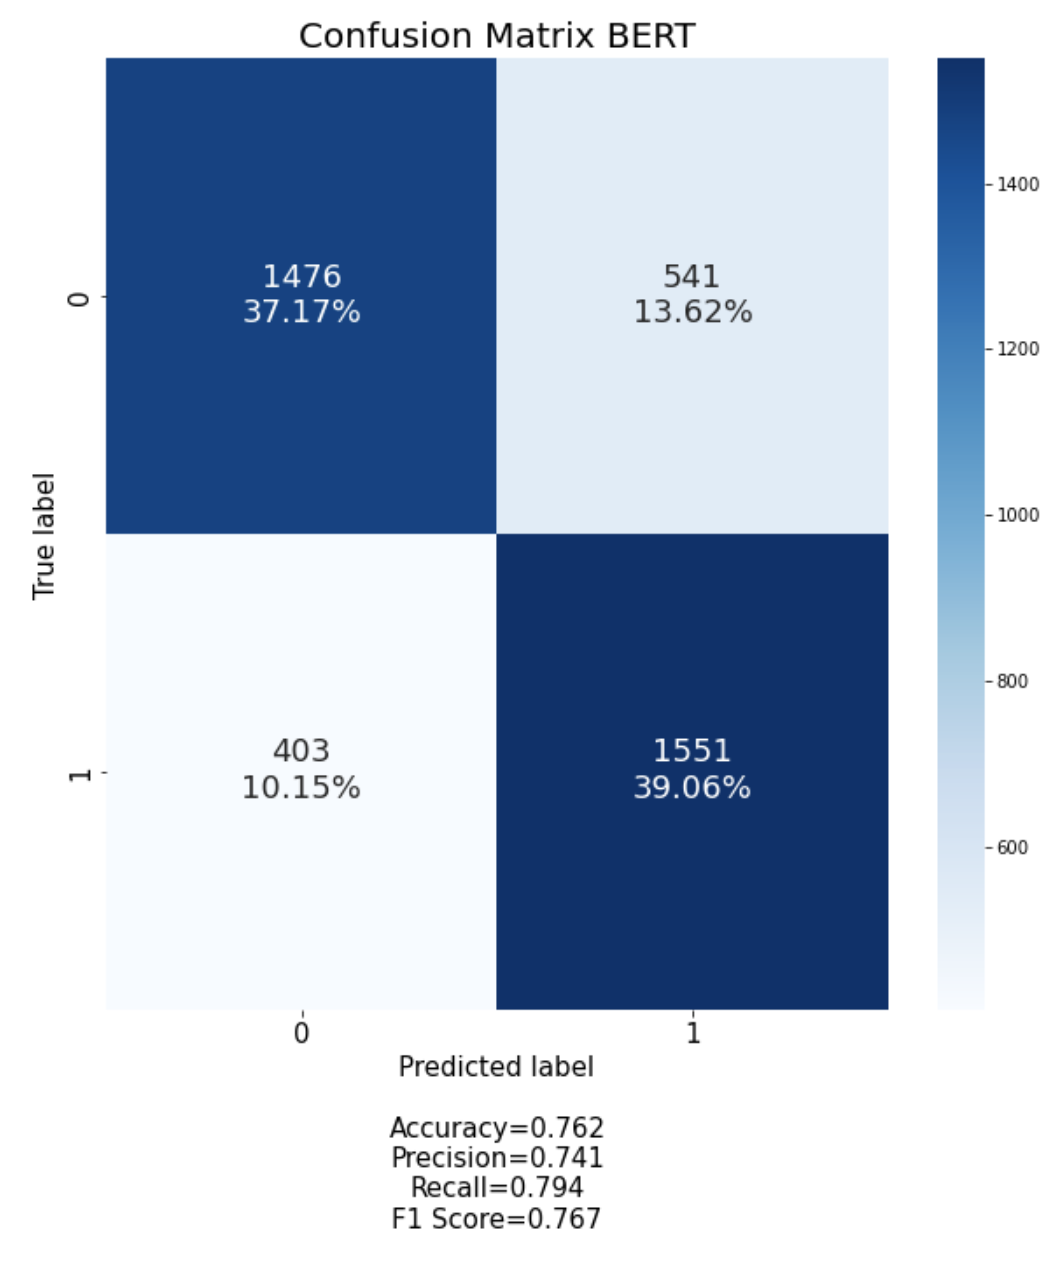 Confusion Matrix BERT
1476
37.17%
541
13.62%
0
403
10.15%
1551
39.06%
1
True label
0
1
Predicted label
1400
1200
1000
800
600
Accuracy=0.762
Precision=0.741
Recall=0.794
F1 Score=0.767